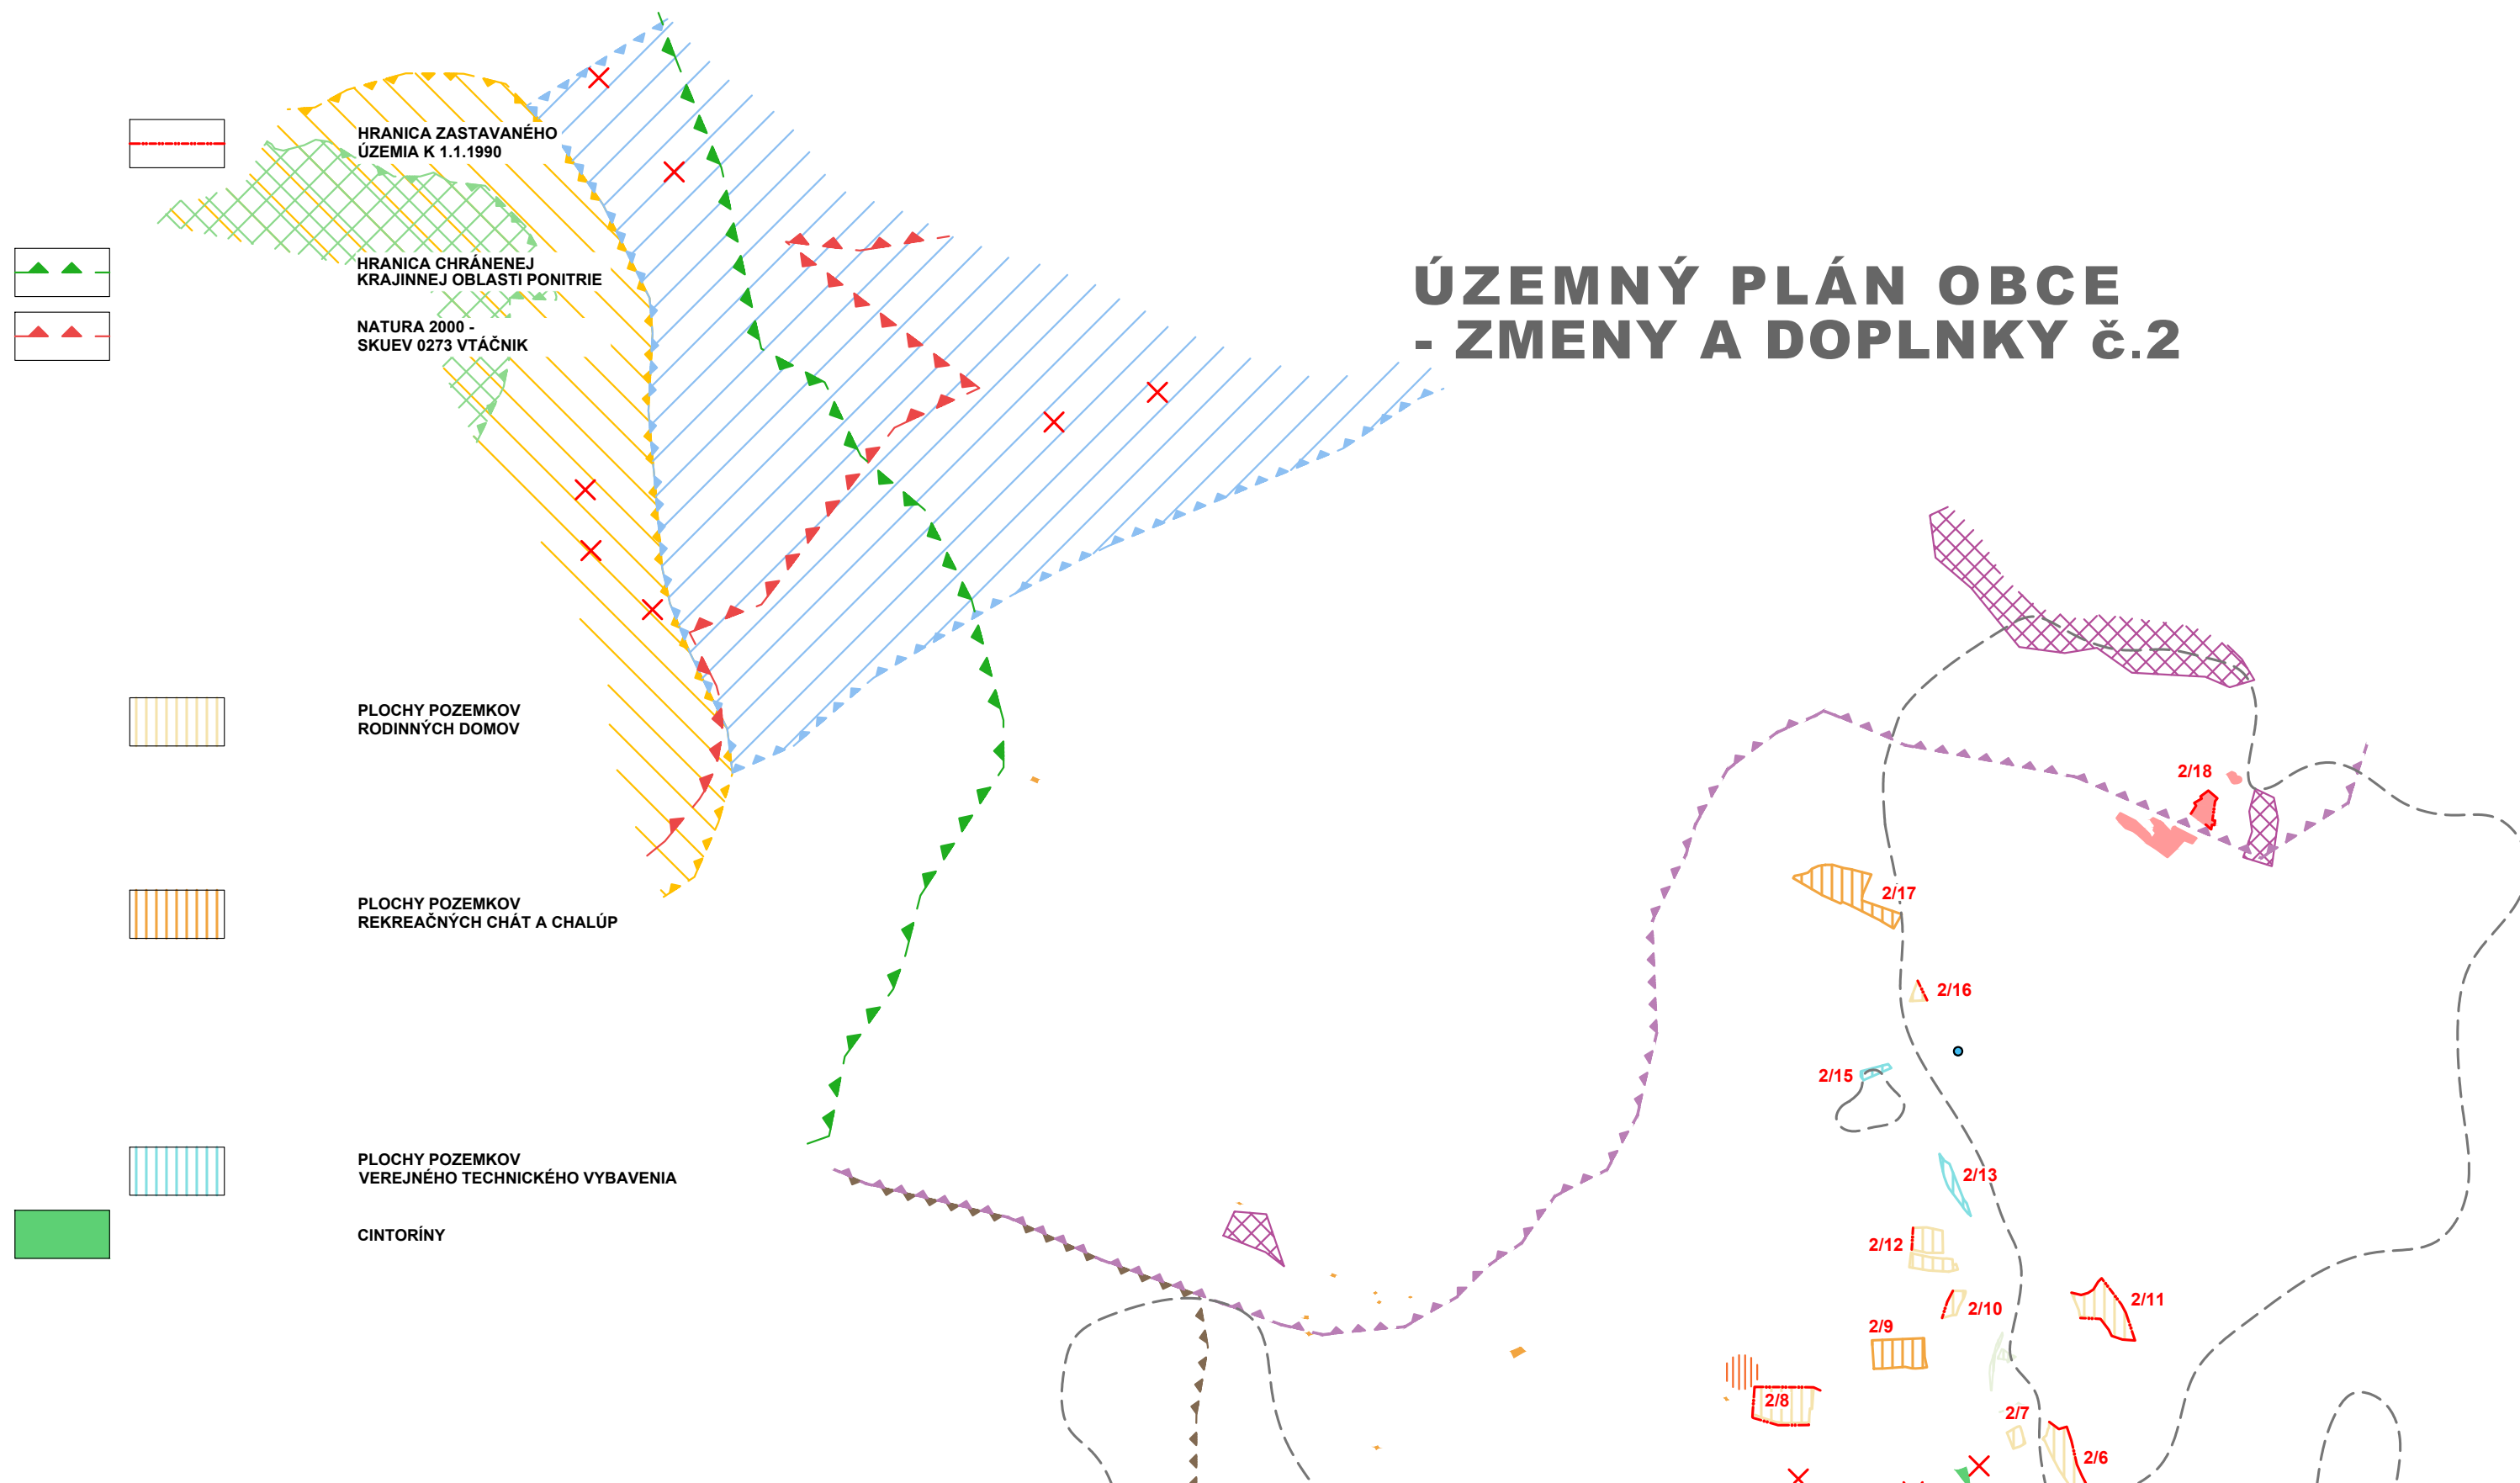 HRANICA ZASTAVANÉHO
ÚZEMIA K 1.1.1990
HRANICA CHRÁNENEJ
KRAJINNEJ OBLASTI PONITRIE
NATURA 2000 -
SKUEV 0273 VTÁČNIK
ÚZEMNÝ PLÁN OBCE
- ZMENY A DOPLNKY č.2
PLOCHY POZEMKOV
RODINNÝCH DOMOV
PLOCHY POZEMKOV
REKREAČNÝCH CHÁT A CHALÚP
PLOCHY POZEMKOV
VEREJNÉHO TECHNICKÉHO VYBAVENIA
CINTORÍNY
2/18
2/17
2/16
2/15
2/13
2/12
2/11
2/10
2/9
2/8
2/7
2/6